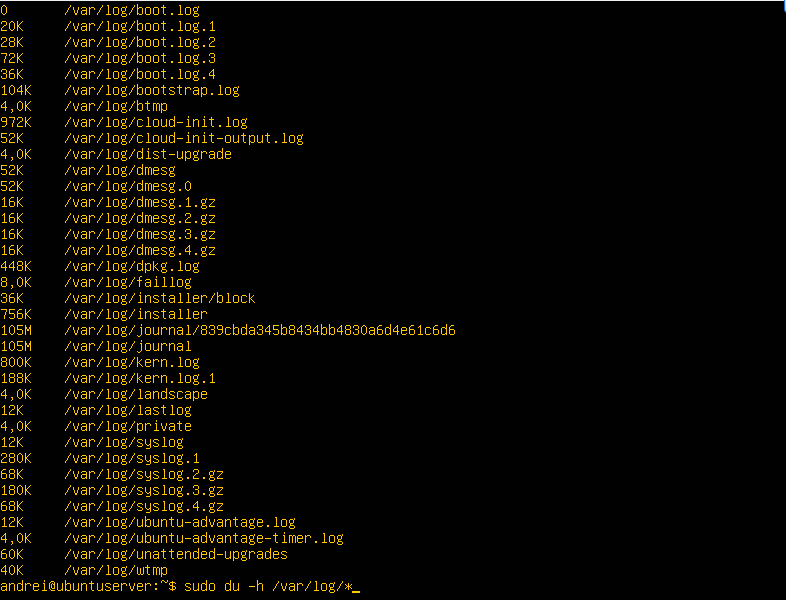 0 /var/log/boot.log
20K /var/log/boot.log.1
28K /var/log/boot.log.2
72K /var/log/boot.log.3
36K /var/log/boot.log.4
104K /var/log/bootstrap.log
4,0K /var/log/btmp
972K /var/log/cloud-init.log
52K /var/log/cloud-init-output.log
4,0K /var/log/dist-upgrade
52K /var/log/dmesg
52K /var/log/dmesg.0
16K /var/log/dmesg.1.gz
16K /var/log/dmesg.2.gz
16K /var/log/dmesg.3.gz
16K /var/log/dmesg.4.gz
448K /var/log/dpkg.log
8,0K /var/log/faillog
36K /var/log/installer/block
756K /var/log/installer
105M /var/log/journal/839cbda345b8434bb4830a6d4e61c6d6
105M /var/log/journal
800K /var/log/kern.log
188K /var/log/kern.log.1
4,0K /var/log/landscape
12K /var/log/lastlog
4,0K /var/log/private
12K /var/log/syslog
280K /var/log/syslog.1
68K /var/log/syslog.2.gz
180K /var/log/syslog.3.gz
68K /var/log/syslog.4.gz
12K /var/log/ubuntu-advantage.log
4,0K /var/log/ubuntu-advantage-timer.log
60K /var/log/unattended-upgrades
40K /var/log/wtmp
andrei@ubuntuserver:~$ sudo du -h /var/log/*_